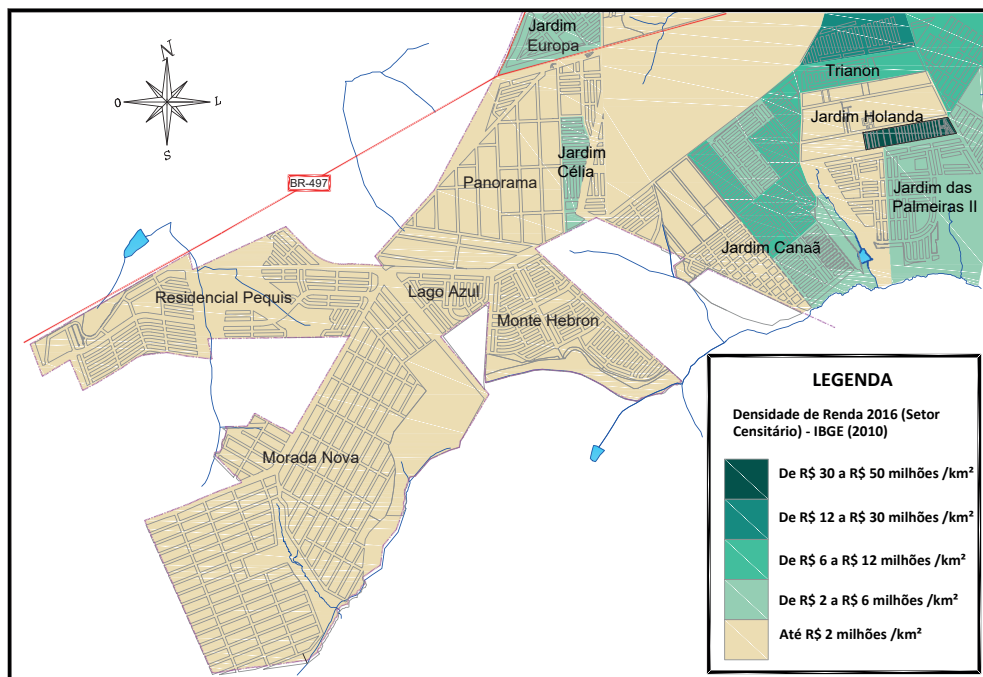 Jardim
Europa
N
O
L
S
Trianon
Jardim Holanda
Jardim
Célia
BR-497
Panorama
Jardim das
Palmeiras II
Jardim Canaã
Residencial Pequis
Lago Azul
Monte Hebron
Morada Nova
LEGENDA
Densidade de Renda 2016 (Setor
Censitário) - IBGE (2010)
De R$ 30 a R$ 50 milhões /km²
De R$ 12 a R$ 30 milhões /km²
De R$ 6 a R$ 12 milhões /km²
De R$ 2 a R$ 6 milhões /km²
Até R$ 2 milhões /km²